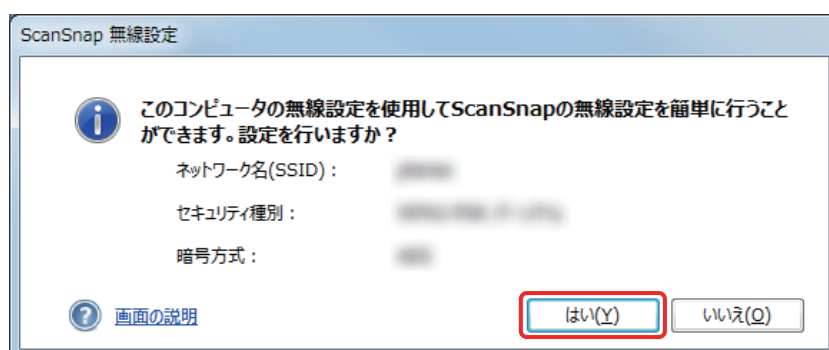 ScanSnap 無線設定
このコンピュータの無線設定を使用してScanSnapの無線設定を簡単に行うこと
ができます。設定を行いますか？
ネットワーク名(SSID)：
セキュリティ種別：
暗号方式：
画面の説明 はい(Y) いいえ(O)